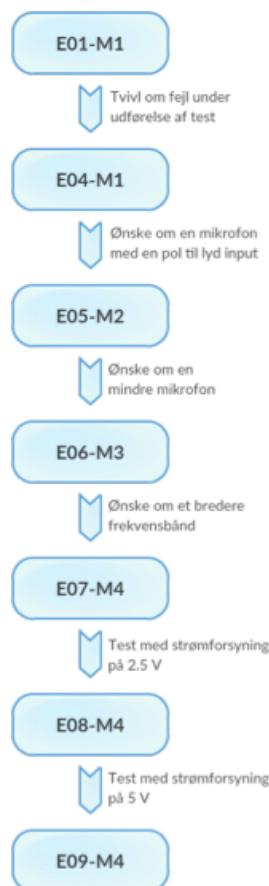 E01-M1
Tvivl om fejl under
udførelse af test
E04-M1
Ønske om en mikrofon
med en pol til lyd input
E05-M2
Ønske om en
mindre mikrofon
E06-M3
Ønske om et bredere
frekvensbånd
E07-M4
Test med strømforsyning
på 2.5 V
E08-M4
Test med strømforsyning
på 5 V
E09-M4